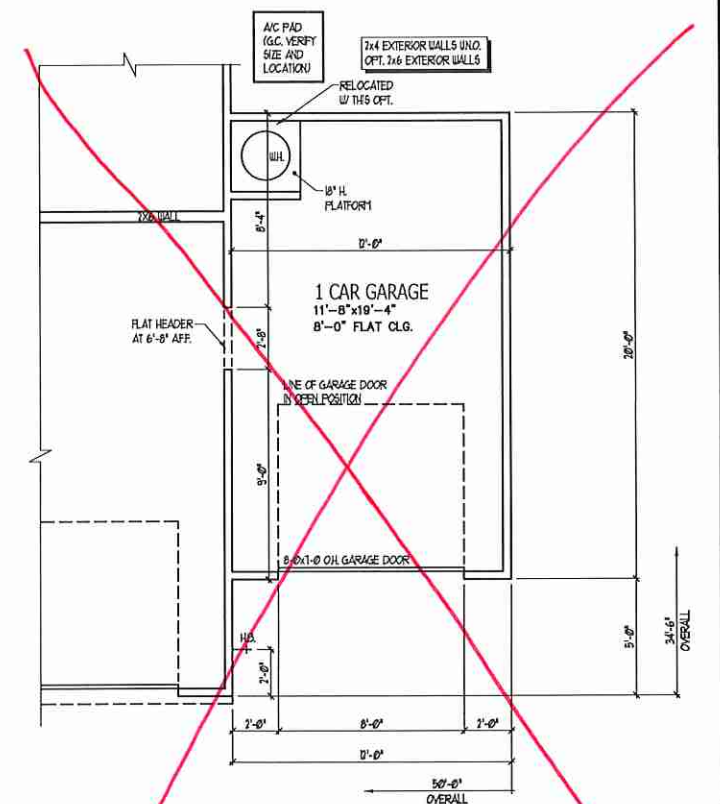 A/C PAD
(G.C. VERIFY
SIZE AND
LOCATION)
2x4 EXTERIOR WALLS U.N.O.
OPT. 2x6 EXTERIOR WALLS
RELOCATED
W/ THIS OPT.
W.H.
18" H.
PLATFORM
2X6 WALL
8'-4"
12'-0"
1 CAR GARAGE
11'-8"x19'-4"
8'-0" FLAT CLG.
FLAT HEADER
AT 6'-8" AFF.
2'-8"
20'-0"
LINE OF GARAGE DOOR
IN OPEN POSITION
9'-0"
O.H. GARAGE DOOR
H.B.
2'-0"
5'-0"
34'-6"
OVERALL
2'-0"
8'-0"
2'-0"
12'-0"
50'-0"
OVERALL